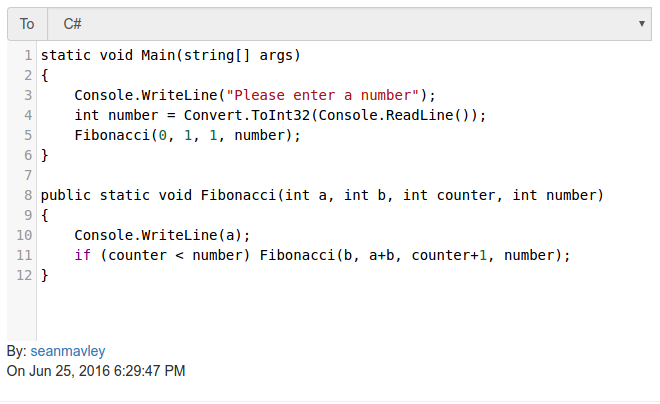 To C#
1 static void Main(string[] args)
2 {
3     Console.WriteLine("Please enter a number");
4     int number = Convert.ToInt32(Console.ReadLine());
5     Fibonacci(0, 1, 1, number);
6 }
7
8 public static void Fibonacci(int a, int b, int counter, int number)
9 {
10     Console.WriteLine(a);
11     if (counter < number) Fibonacci(b, a+b, counter+1, number);
12 }
By: seanmavley
On Jun 25, 2016 6:29:47 PM